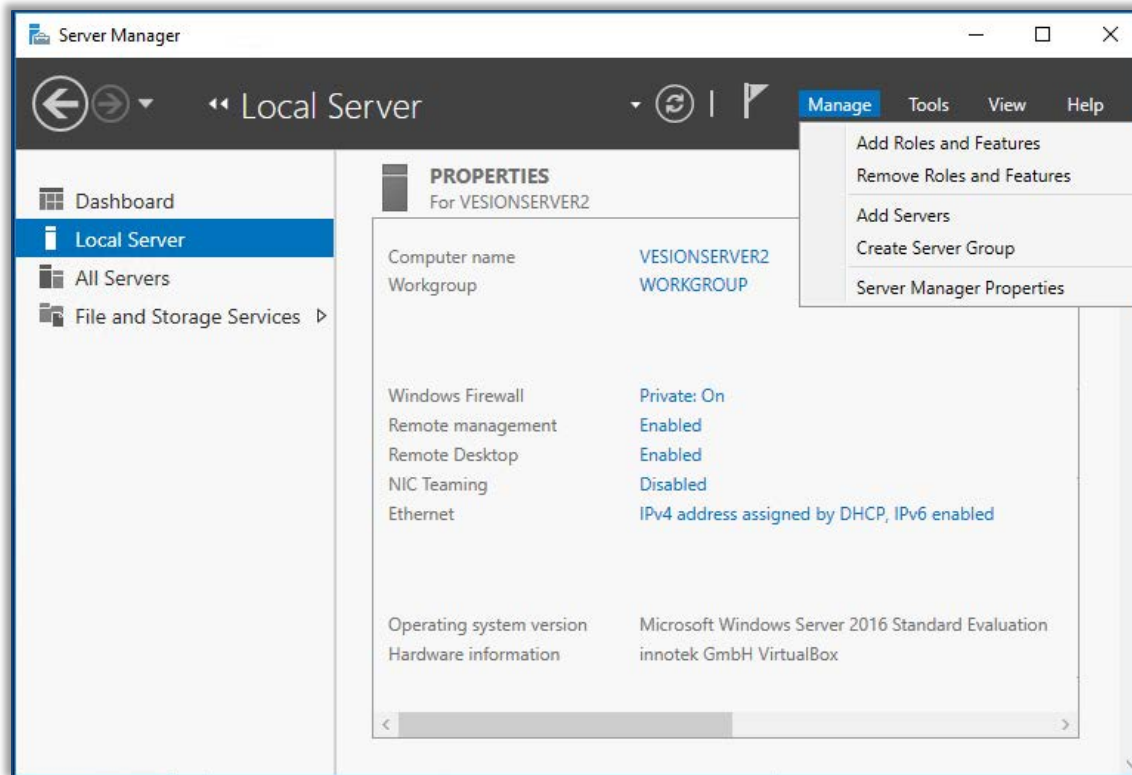 Server Manager
Local Server
Manage Tools View Help
Add Roles and Features
Remove Roles and Features
Add Servers
Create Server Group
Server Manager Properties
Dashboard
Local Server
All Servers
File and Storage Services
PROPERTIES
For VESIONSERVER2
Computer name VESIONSERVER2
Workgroup WORKGROUP
Windows Firewall Private: On
Remote management Enabled
Remote Desktop Enabled
NIC Teaming Disabled
Ethernet IPv4 address assigned by DHCP, IPv6 enabled
Operating system version Microsoft Windows Server 2016 Standard Evaluation
Hardware information innotek GmbH VirtualBox